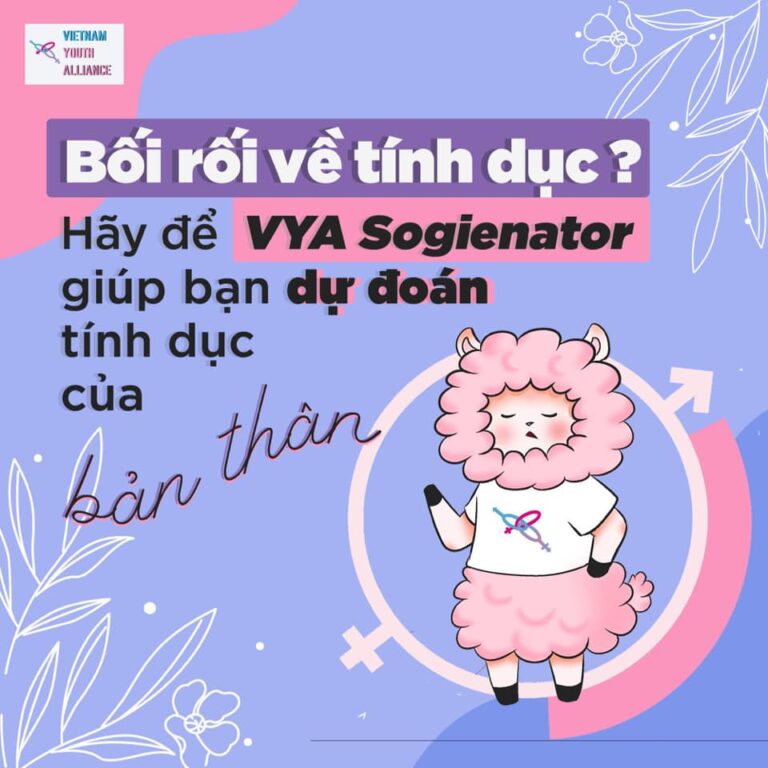 VIETNAM
YOUTH
ALLIANCE
Bối rối về tính dục ?
Hãy để VYA Sogienator
giúp bạn dự đoán
tính dục
của
bản thân